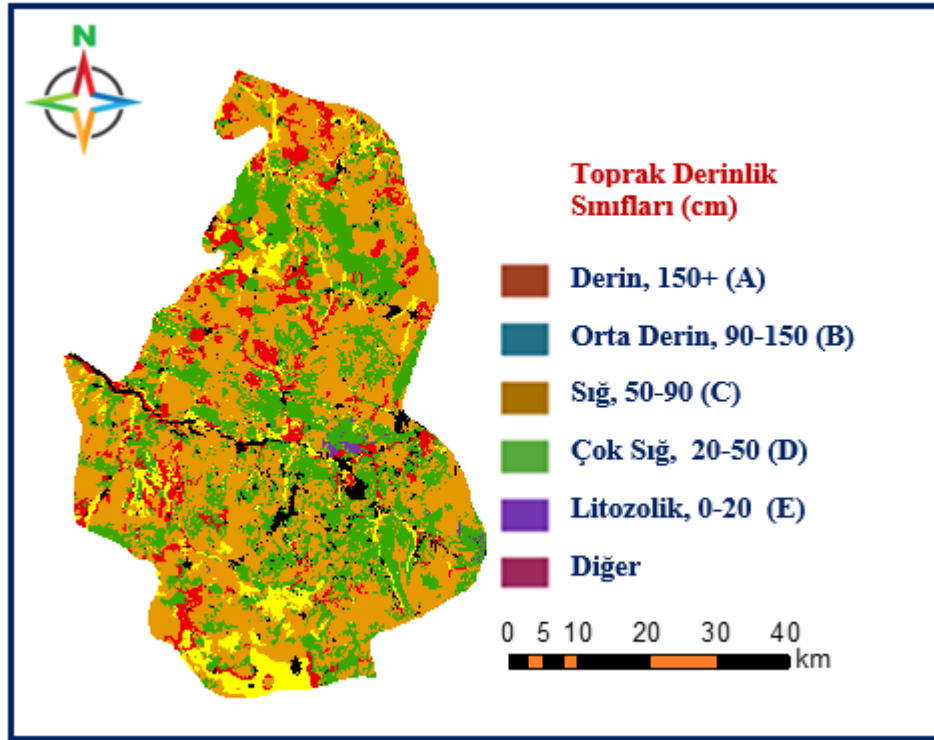 N
Toprak Derinlik
Sınıfları (cm)
Derin, 150+ (A)
Orta Derin, 90-150 (B)
Sığ, 50-90 (C)
Çok Sığ,  20-50 (D)
Litozolik, 0-20  (E)
Diğer
0 5 10 20 30 40
km